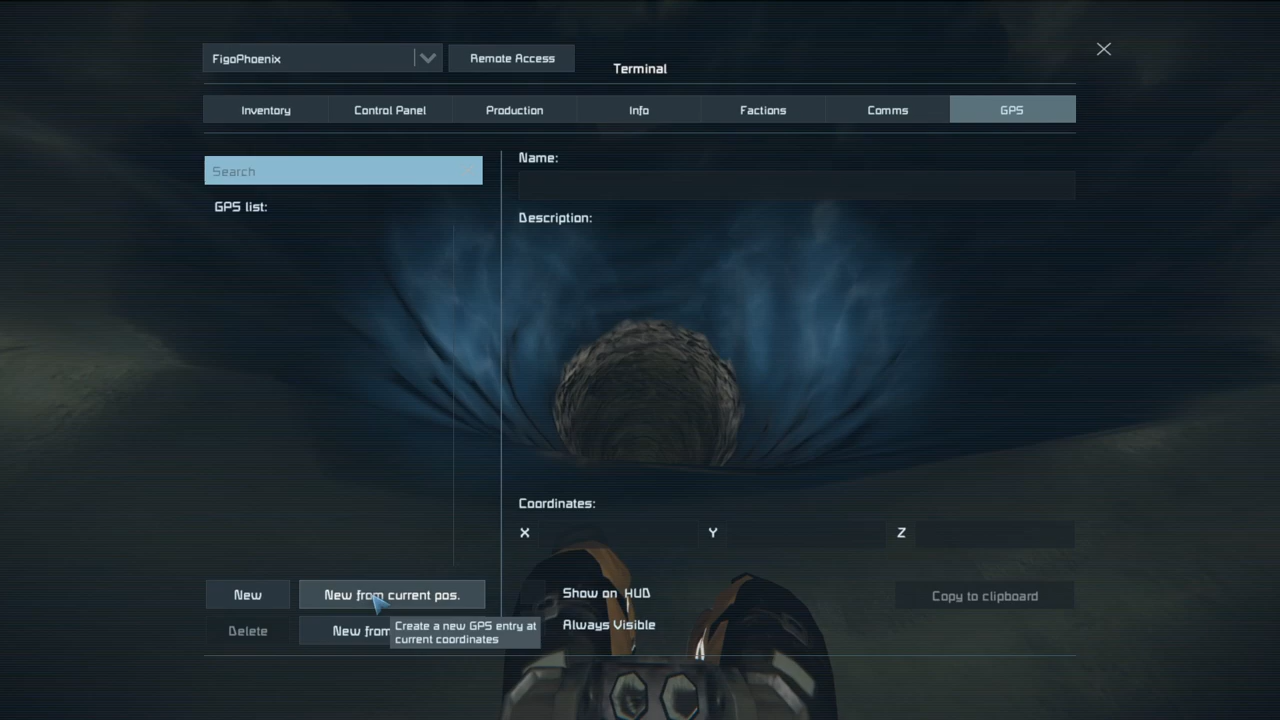 FigoPhoenix
Remote Access
Terminal
Inventory
Control Panel
Production
Info
Factions
Comms
GPS
Search
Name:
GPS list:
Description:
Coordinates:
X
Y
Z
New
New from current pos.
Show on HUD
Copy to clipboard
Delete
New from
Create a new GPS entry at
current coordinates
Always Visible